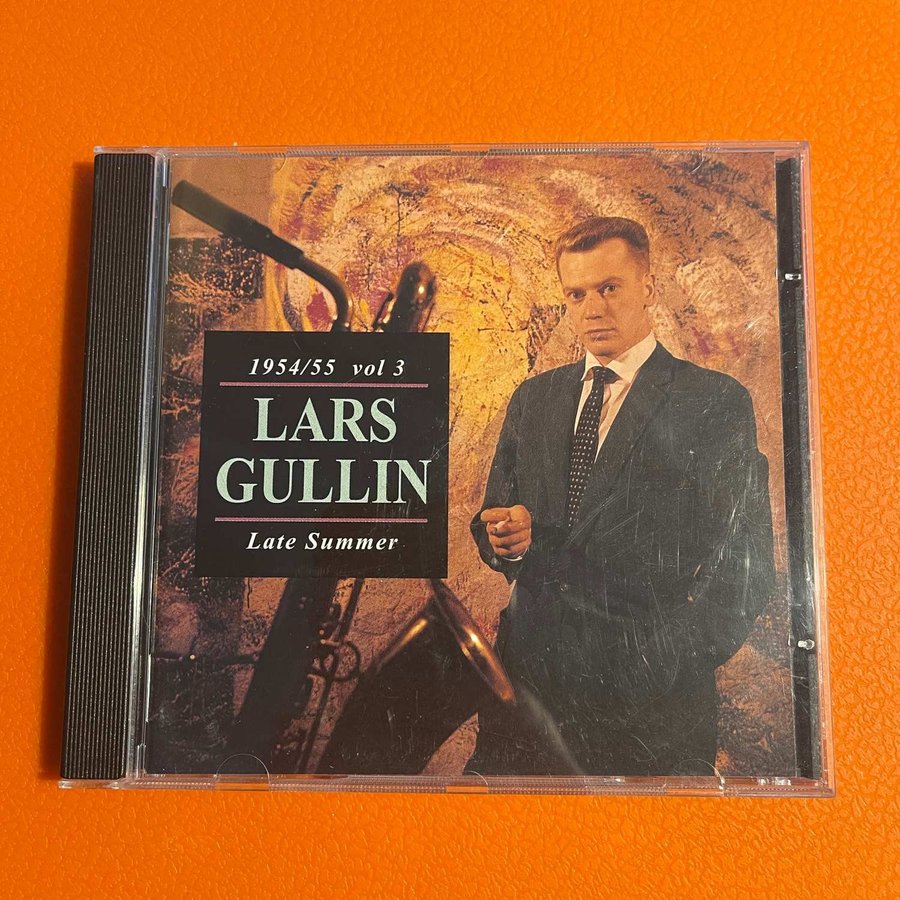 1954/55 vol 3
LARS
GULLIN
Late Summer